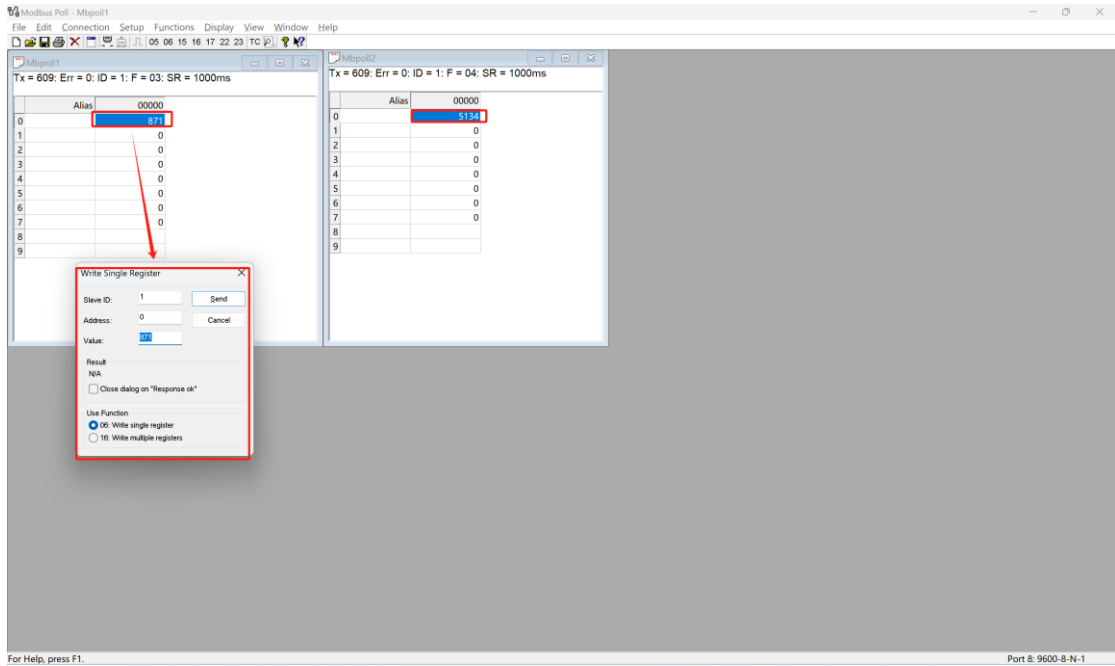 Modbus Poll - Mbpoll1
File Edit Connection Setup Functions Display View Window Help
05 06 15 16 17 22 23 TC
Mbpoll1
Tx = 609: Err = 0: ID = 1: F = 03: SR = 1000ms
Alias 00000
0 871
1 0
2 0
3 0
4 0
5 0
6 0
7 0
8
9
Mbpoll2
Tx = 609: Err = 0: ID = 1: F = 04: SR = 1000ms
Alias 00000
0 5134
1 0
2 0
3 0
4 0
5 0
6 0
7 0
8
9
Write Single Register
Slave ID: 1 Send
Address: 0 Cancel
Value: 871
Result
N/A
Close dialog on "Response ok"
Use Function
06: Write single register
16: Write multiple registers
For Help, press F1.
Port 8: 9600-8-N-1